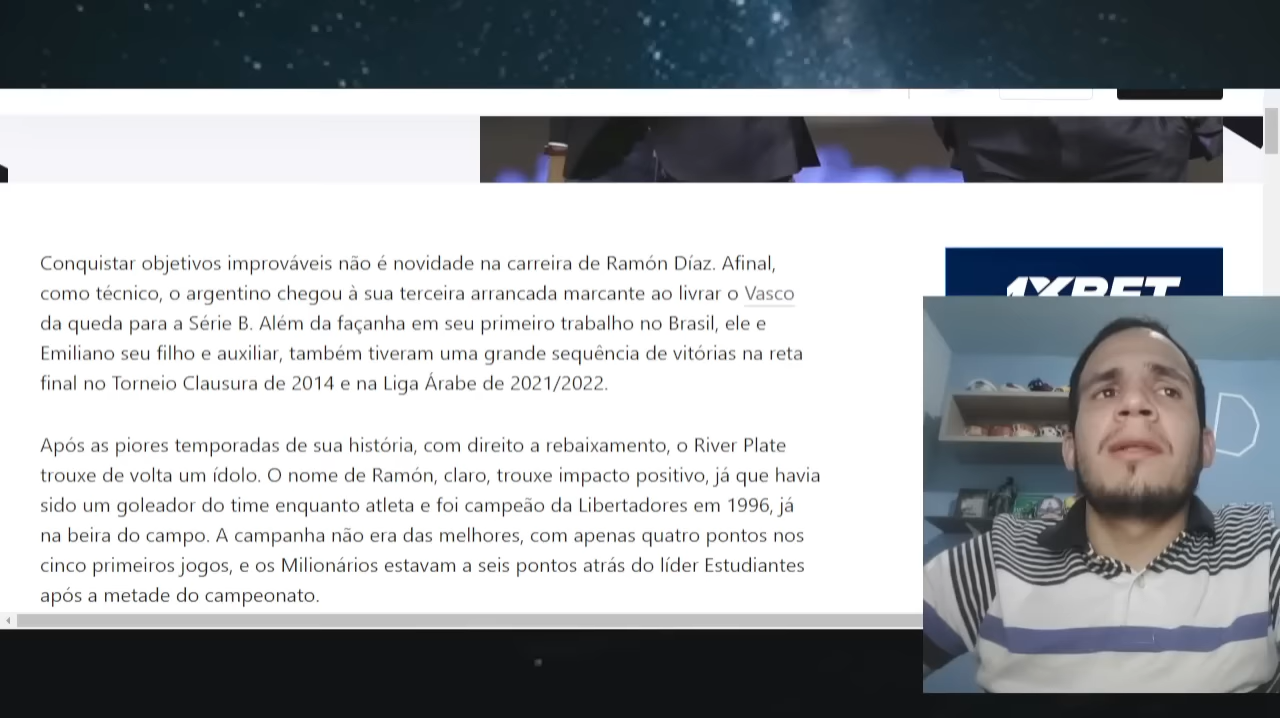 Conquistar objetivos improváveis não é novidade na carreira de Ramón Díaz. Afinal,
como técnico, o argentino chegou à sua terceira arrancada marcante ao livrar o Vasco
da queda para a Série B. Além da façanha em seu primeiro trabalho no Brasil, ele e
Emiliano seu filho e auxiliar, também tiveram uma grande sequência de vitórias na reta
final no Torneio Clausura de 2014 e na Liga Árabe de 2021/2022.
Após as piores temporadas de sua história, com direito a rebaixamento, o River Plate
trouxe de volta um ídolo. O nome de Ramón, claro, trouxe impacto positivo, já que havia
sido um goleador do time enquanto atleta e foi campeão da Libertadores em 1996, já
na beira do campo. A campanha não era das melhores, com apenas quatro pontos nos
cinco primeiros jogos, e os Milionários estavam a seis pontos atrás do líder Estudiantes
após a metade do campeonato.
1XBET
D